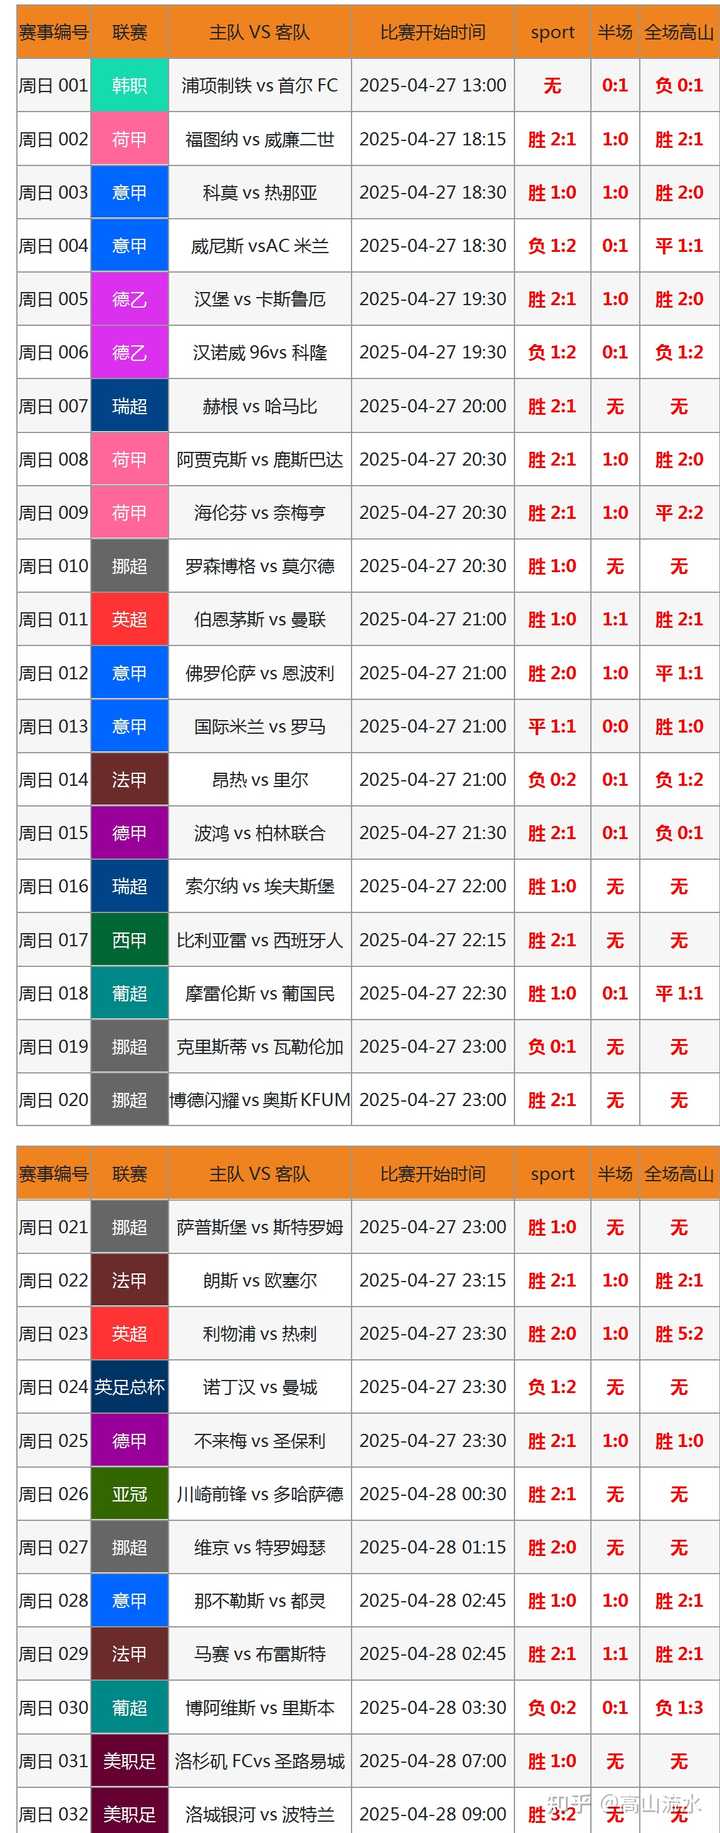 赛事编号 联赛 主队 VS 客队 比赛开始时间 sport 半场 全场高山
周日 001 韩职 浦项制铁 vs 首尔 FC 2025-04-27 13:00 无 0:1 负 0:1
周日 002 荷甲 福图纳 vs 威廉二世 2025-04-27 18:15 胜 2:1 1:0 胜 2:1
周日 003 意甲 科莫 vs 热那亚 2025-04-27 18:30 胜 1:0 1:0 胜 2:0
周日 004 意甲 威尼斯 vsAC 米兰 2025-04-27 18:30 负 1:2 0:1 平 1:1
周日 005 德乙 汉堡 vs 卡斯鲁厄 2025-04-27 19:30 胜 2:1 1:0 胜 2:0
周日 006 德乙 汉诺威 96vs 科隆 2025-04-27 19:30 负 1:2 0:1 负 1:2
周日 007 瑞超 赫根 vs 哈马比 2025-04-27 20:00 胜 2:1 无 无
周日 008 荷甲 阿贾克斯 vs 鹿斯巴达 2025-04-27 20:30 胜 2:1 1:0 胜 2:0
周日 009 荷甲 海伦芬 vs 奈梅亨 2025-04-27 20:30 胜 2:1 1:0 平 2:2
周日 010 挪超 罗森博格 vs 莫尔德 2025-04-27 20:30 胜 1:0 无 无
周日 011 英超 伯恩茅斯 vs 曼联 2025-04-27 21:00 胜 1:0 1:1 胜 2:1
周日 012 意甲 佛罗伦萨 vs 恩波利 2025-04-27 21:00 胜 2:0 1:0 平 1:1
周日 013 意甲 国际米兰 vs 罗马 2025-04-27 21:00 平 1:1 0:0 胜 1:0
周日 014 法甲 昂热 vs 里尔 2025-04-27 21:00 负 0:2 0:1 负 1:2
周日 015 德甲 波鸿 vs 柏林联合 2025-04-27 21:30 胜 2:1 0:1 负 0:1
周日 016 瑞超 索尔纳 vs 埃夫斯堡 2025-04-27 22:00 胜 1:0 无 无
周日 017 西甲 比利亚雷 vs 西班牙人 2025-04-27 22:15 胜 2:1 无 无
周日 018 葡超 摩雷伦斯 vs 葡国民 2025-04-27 22:30 胜 1:0 0:1 平 1:1
周日 019 挪超 克里斯蒂 vs 瓦勒伦加 2025-04-27 23:00 负 0:1 无 无
周日 020 挪超 博德闪耀 vs 奥斯 KFUM 2025-04-27 23:00 胜 2:1 无 无
赛事编号 联赛 主队 VS 客队 比赛开始时间 sport 半场 全场高山
周日 021 挪超 萨普斯堡 vs 斯特罗姆 2025-04-27 23:00 胜 1:0 无 无
周日 022 法甲 朗斯 vs 欧塞尔 2025-04-27 23:15 胜 2:1 1:0 胜 2:1
周日 023 英超 利物浦 vs 热刺 2025-04-27 23:30 胜 2:0 1:0 胜 5:2
周日 024 英足总杯 诺丁汉 vs 曼城 2025-04-27 23:30 负 1:2 无 无
周日 025 德甲 不来梅 vs 圣保利 2025-04-27 23:30 胜 2:1 1:0 胜 1:0
周日 026 亚冠 川崎前锋 vs 多哈萨德 2025-04-28 00:30 胜 2:1 无 无
周日 027 挪超 维京 vs 特罗姆瑟 2025-04-28 01:15 胜 2:0 无 无
周日 028 意甲 那不勒斯 vs 都灵 2025-04-28 02:45 胜 1:0 1:0 胜 2:1
周日 029 法甲 马赛 vs 布雷斯特 2025-04-28 02:45 胜 2:1 1:1 胜 2:1
周日 030 葡超 博阿维斯 vs 里斯本 2025-04-28 03:30 负 0:2 0:1 负 1:3
周日 031 美职足 洛杉矶 FCvs 圣路易城 2025-04-28 07:00 胜 1:0 无 无
周日 032 美职足 洛城银河 vs 波特兰 2025-04-28 09:00 胜 3:2 无 无
知乎 @高山流水